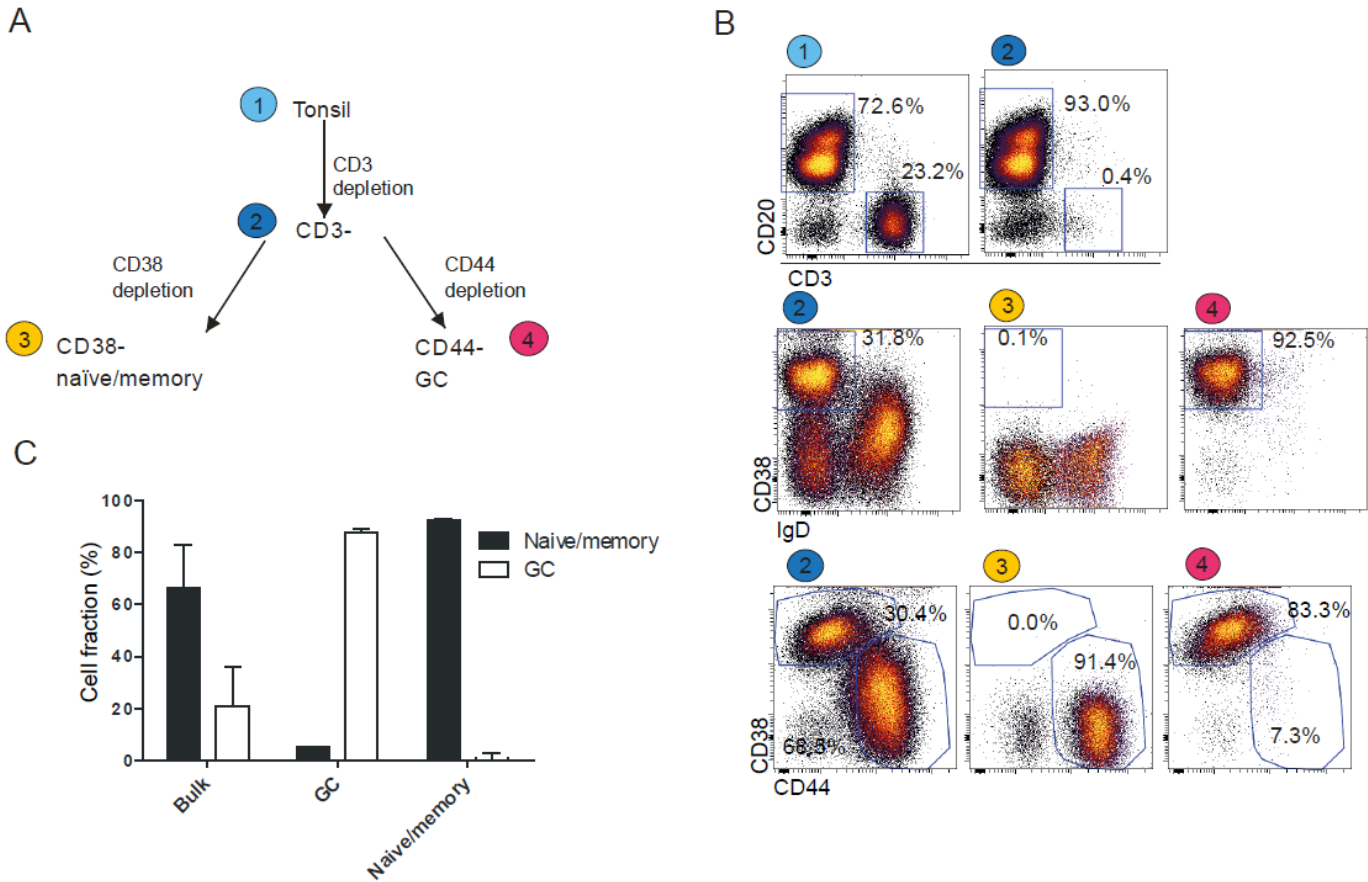 A
1 Tonsil
CD3
depletion
2 CD3-
CD38
depletion
CD44
depletion
3 CD38-
naïve/memory
CD44- 4
GC
B
1 2
72.6% 93.0%
23.2% 0.4%
CD20
CD3
2 3 4
31.8% 0.1% 92.5%
CD38
IgD
2 3 4
30.4% 0.0% 83.3%
91.4%
68.3% 7.3%
CD38
CD44
C
100
80
60
40
20
0
Cell fraction (%)
Naive/memory
GC
Bulk GC Naive/memory